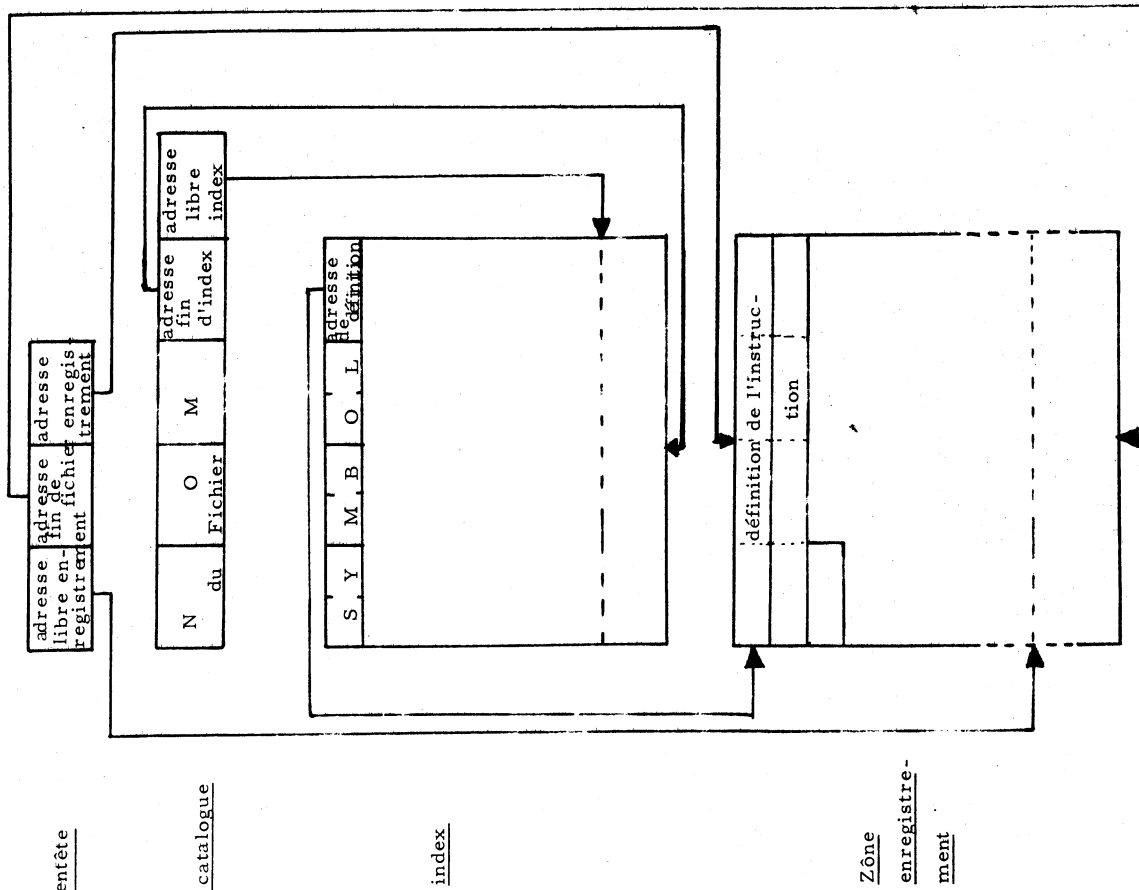 entête
adresse
libre en-
registrement
adresse
fin de
fichier
adresse
enregis-
trement
catalogue
N O M
du Fichier
adresse
fin
d'index
adresse
libre
index
index
S Y M B O L
adresse
de
définition
Zône
enregistre-
ment
définition de l'instruc-
tion